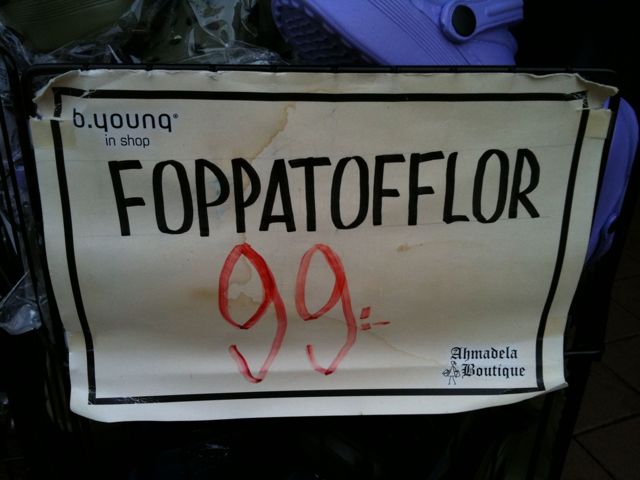 b.young®
in shop
FOPPATOFFLOR
99:-
Ahmadela
Boutique